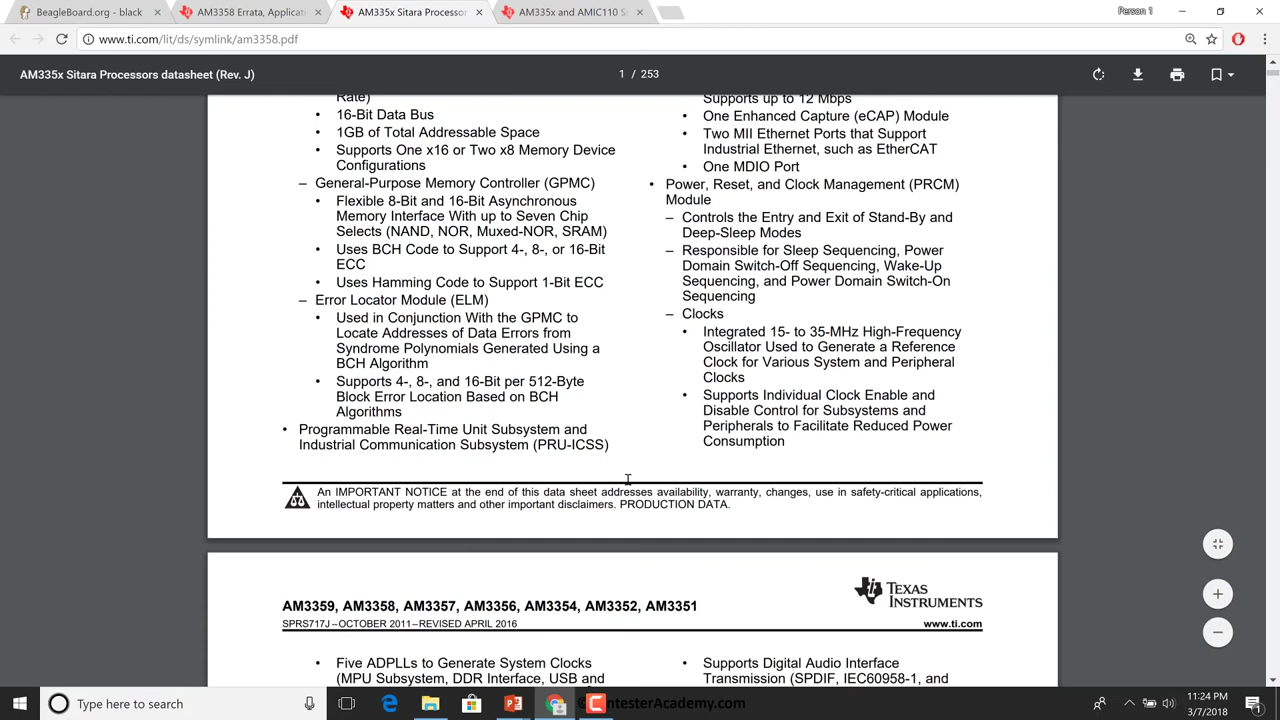 BeagleBoard.org - black
AM3358 Errata, Applicati
AM335x Sitara Processor
AM335x and AMIC110 S
Person 1
www.ti.com/lit/ds/symlink/am3358.pdf
AM335x Sitara Processors datasheet (Rev. J)
1 / 253
Rate)
• 16-Bit Data Bus
• 1GB of Total Addressable Space
• Supports One x16 or Two x8 Memory Device
Configurations
– General-Purpose Memory Controller (GPMC)
• Flexible 8-Bit and 16-Bit Asynchronous
Memory Interface With up to Seven Chip
Selects (NAND, NOR, Muxed-NOR, SRAM)
• Uses BCH Code to Support 4-, 8-, or 16-Bit
ECC
• Uses Hamming Code to Support 1-Bit ECC
– Error Locator Module (ELM)
• Used in Conjunction With the GPMC to
Locate Addresses of Data Errors from
Syndrome Polynomials Generated Using a
BCH Algorithm
• Supports 4-, 8-, and 16-Bit per 512-Byte
Block Error Location Based on BCH
Algorithms
• Programmable Real-Time Unit Subsystem and
Industrial Communication Subsystem (PRU-ICSS)
Supports up to 12 Mbps
• One Enhanced Capture (eCAP) Module
• Two MII Ethernet Ports that Support
Industrial Ethernet, such as EtherCAT
• One MDIO Port
• Power, Reset, and Clock Management (PRCM)
Module
– Controls the Entry and Exit of Stand-By and
Deep-Sleep Modes
– Responsible for Sleep Sequencing, Power
Domain Switch-Off Sequencing, Wake-Up
Sequencing, and Power Domain Switch-On
Sequencing
– Clocks
• Integrated 15- to 35-MHz High-Frequency
Oscillator Used to Generate a Reference
Clock for Various System and Peripheral
Clocks
• Supports Individual Clock Enable and
Disable Control for Subsystems and
Peripherals to Facilitate Reduced Power
Consumption
An IMPORTANT NOTICE at the end of this data sheet addresses availability, warranty, changes, use in safety-critical applications,
intellectual property matters and other important disclaimers. PRODUCTION DATA.
TEXAS
INSTRUMENTS
AM3359, AM3358, AM3357, AM3356, AM3354, AM3352, AM3351
SPRS717J – OCTOBER 2011 – REVISED APRIL 2016
www.ti.com
• Five ADPLLs to Generate System Clocks
(MPU Subsystem, DDR Interface, USB and
• Supports Digital Audio Interface
Transmission (SPDIF, IEC60958-1, and
Type here to search
ntesterAcademy.com
11:24 PM
3/7/2018
1